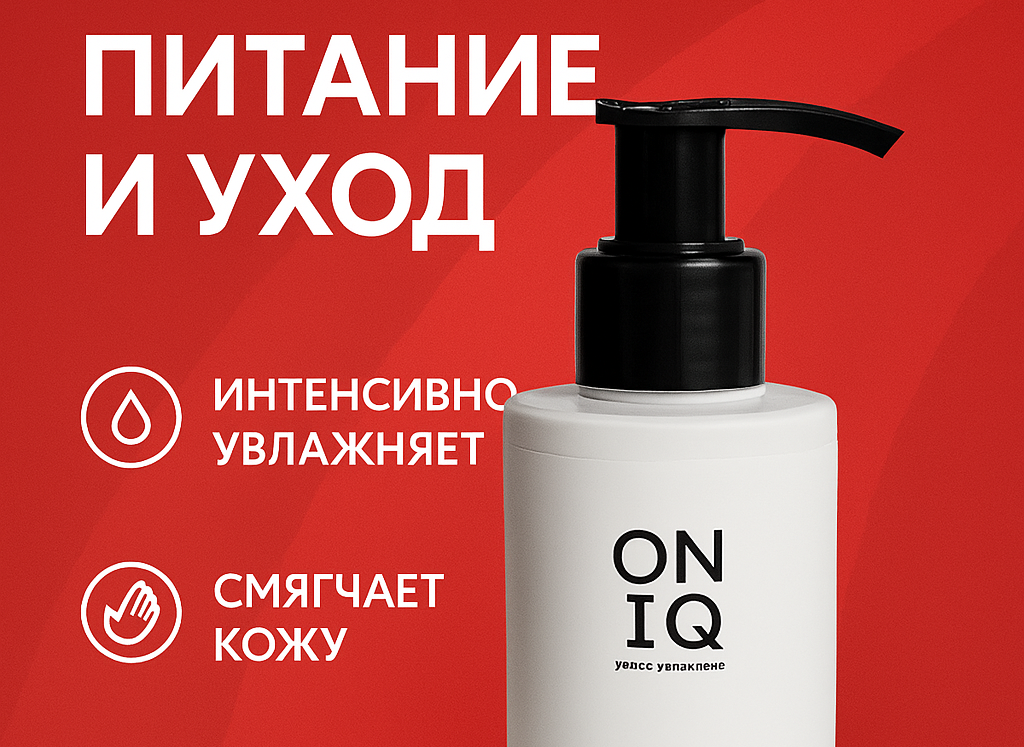 ПИТАНИЕ
И УХОД
ИНТЕНСИВНО
УВЛАЖНЯЕТ
СМЯГЧАЕТ
КОЖУ
ON
IQ